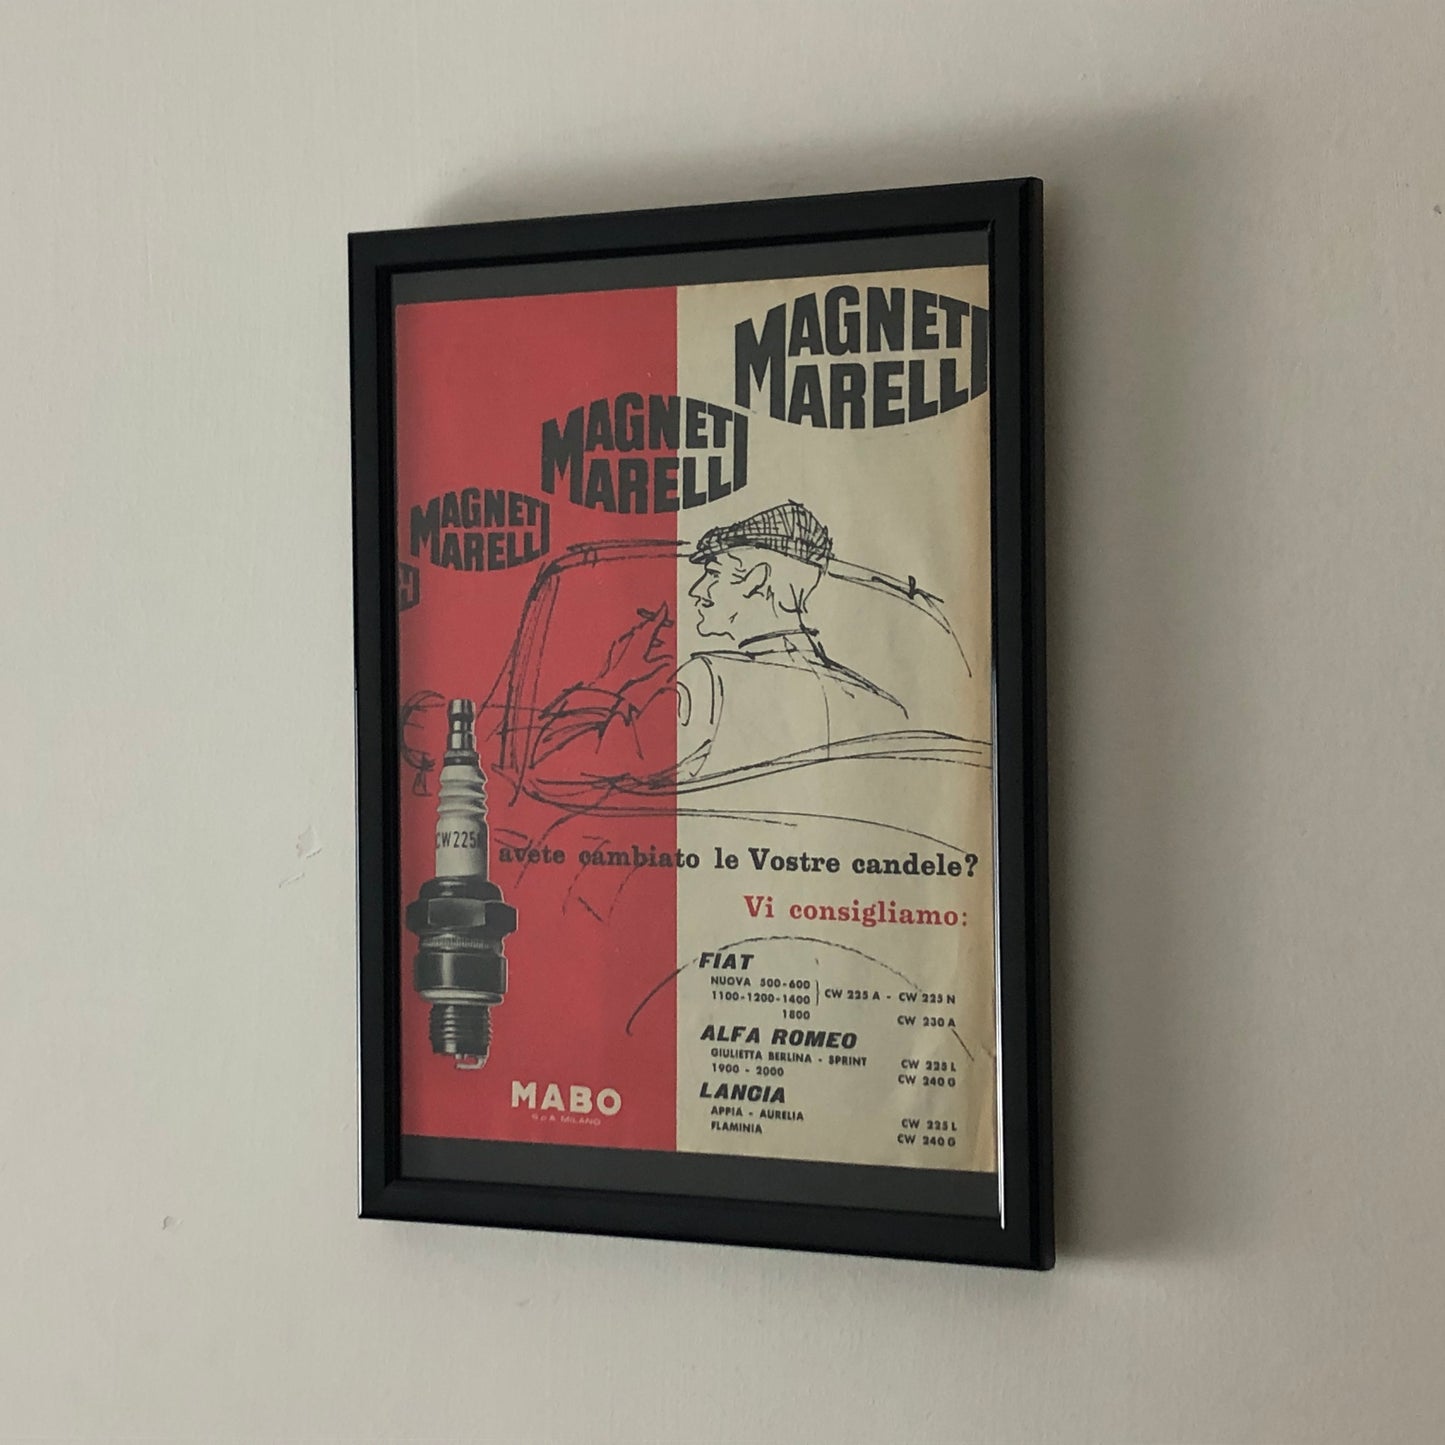 MAGNETI
MARELLI
MAGNETI
MARELLI
MAGNETI
MARELLI
CW 225
avete cambiato le Vostre candele?
Vi consigliamo:
FIAT
NUOVA 500-600
1100-1200-1400 CW 225 A - CW 225 N
1800 CW 230 A
ALFA ROMEO
GIULIETTA BERLINA - SPRINT CW 225 L
1900 - 2000 CW 240 G
LANCIA
APPIA - AURELIA CW 225 L
FLAMINIA CW 240 G
MABO
S.p.A. MILANO